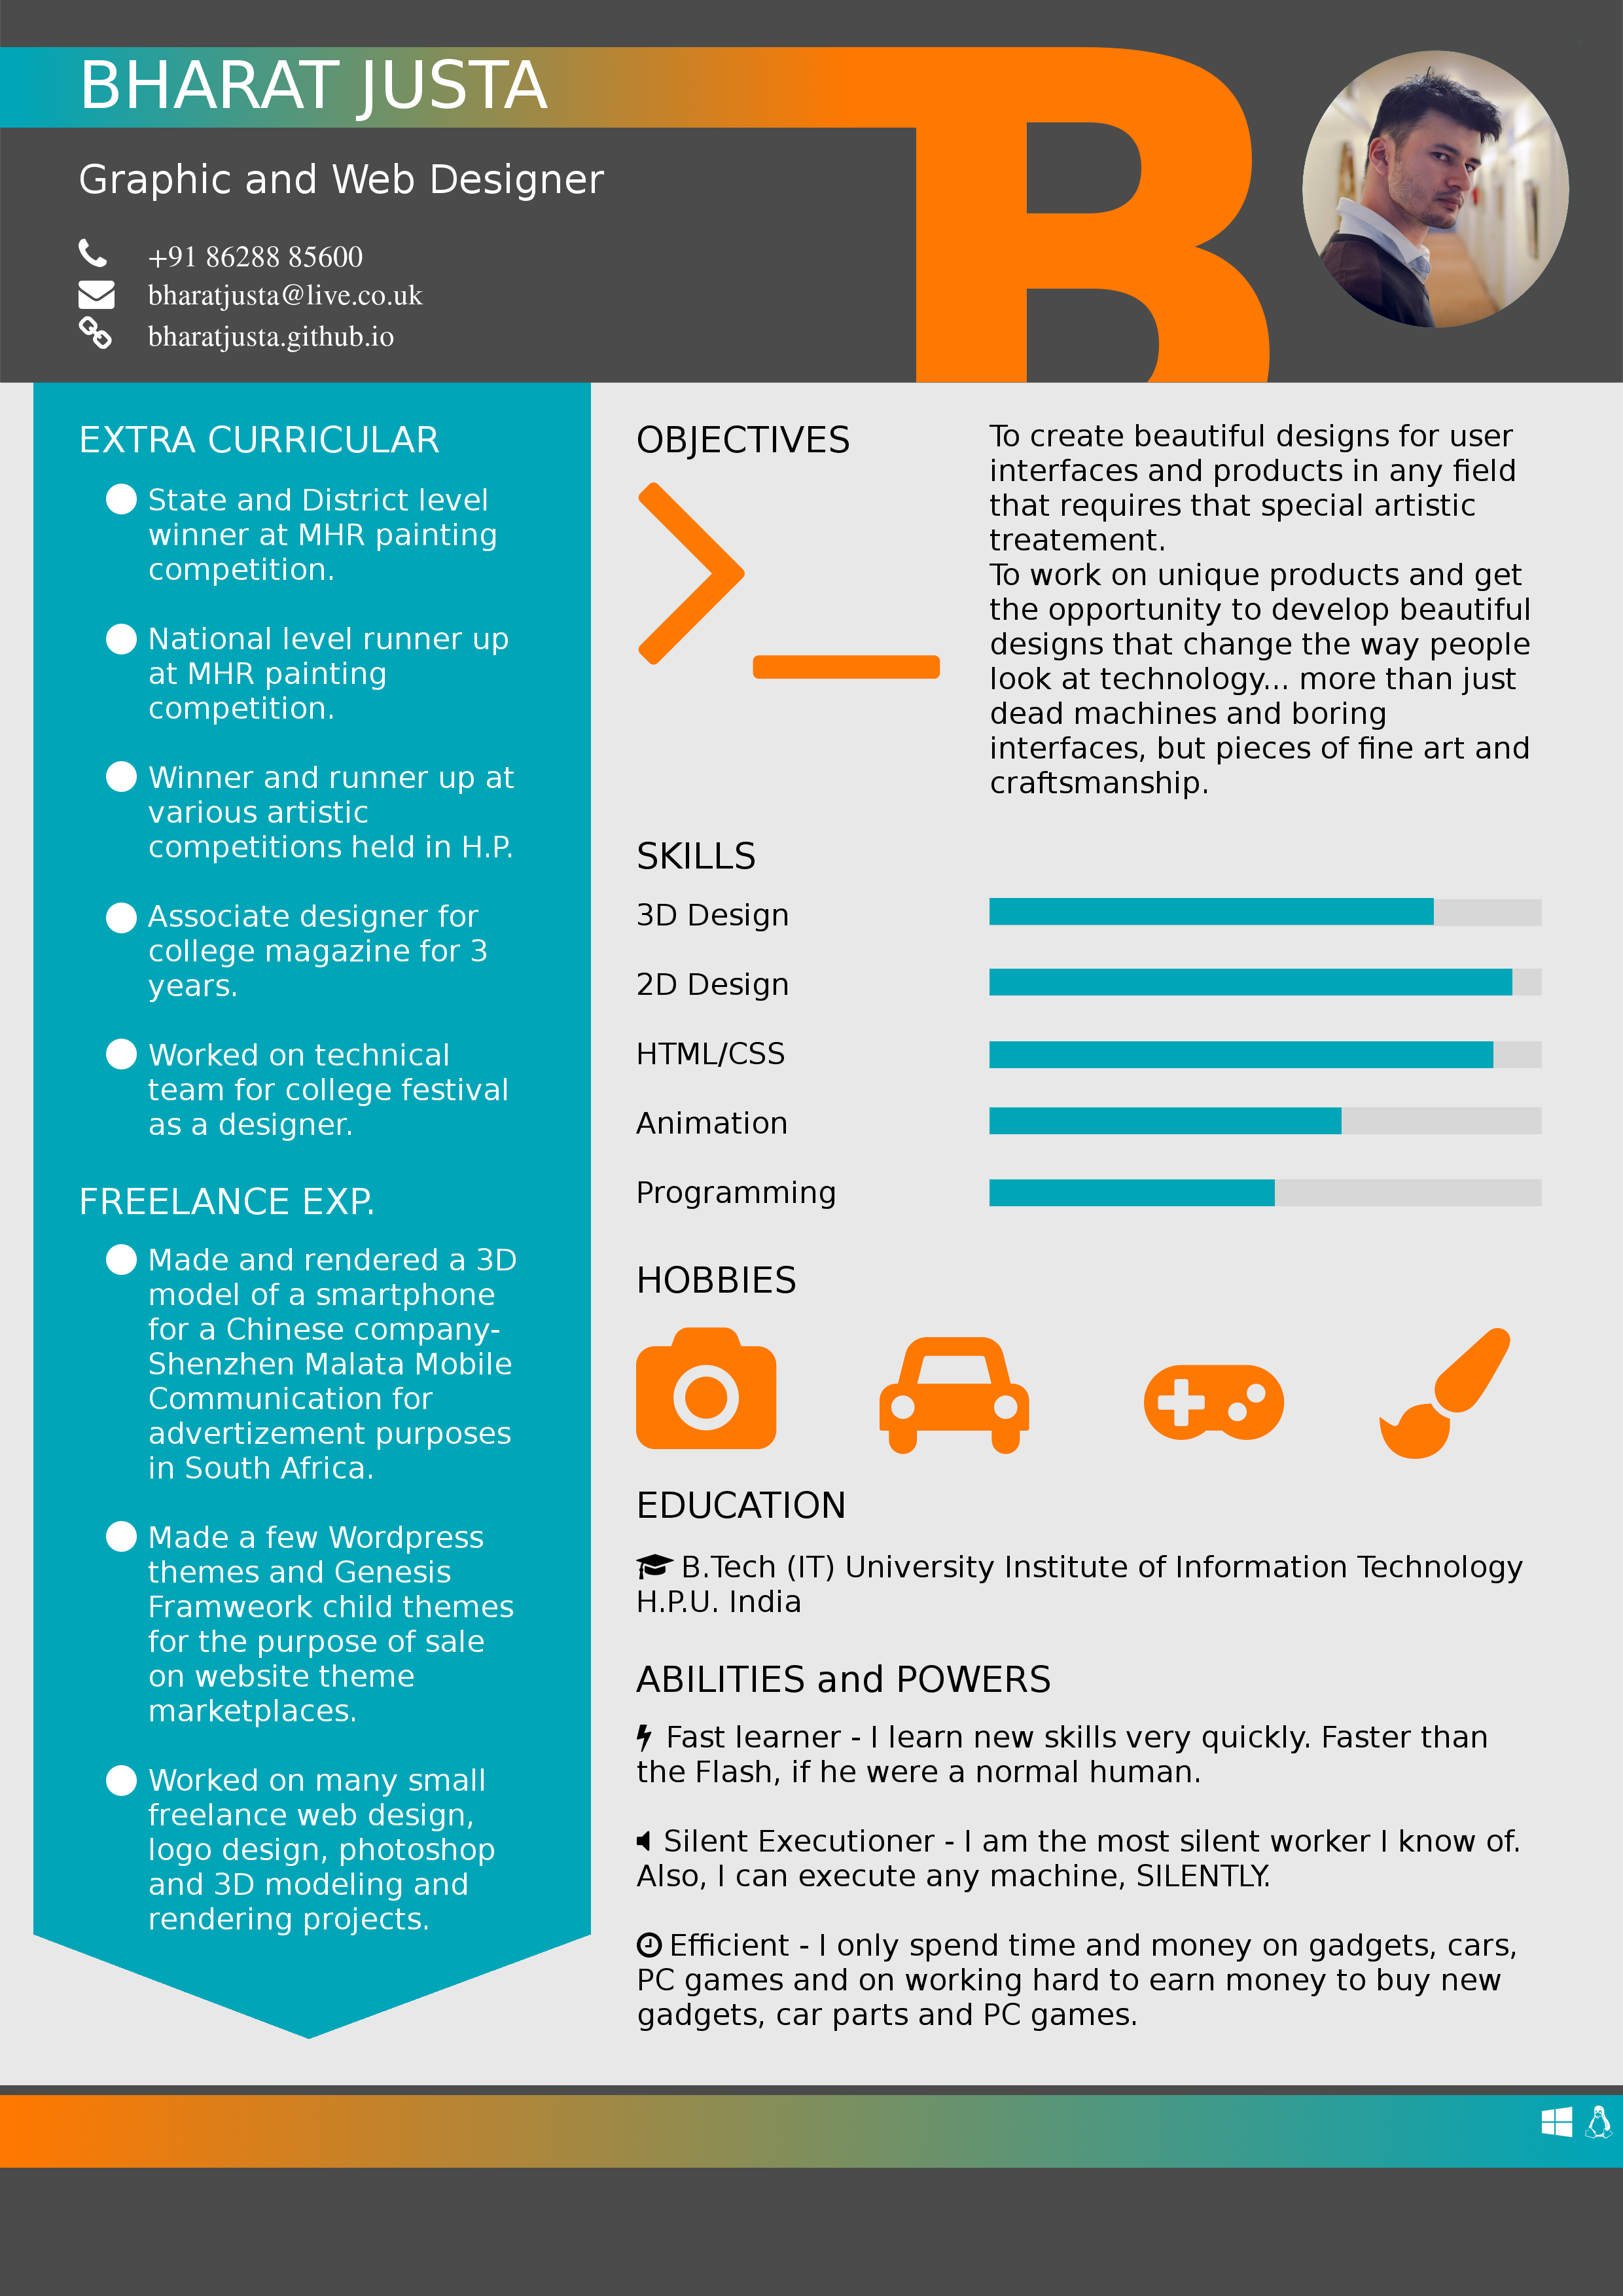 BHARAT JUSTA
B
Graphic and Web Designer
+91 86288 85600
bharatjusta@live.co.uk
bharatjusta.github.io
EXTRA CURRICULAR
State and District level
winner at MHR painting
competition.
National level runner up
at MHR painting
competition.
Winner and runner up at
various artistic
competitions held in H.P.
Associate designer for
college magazine for 3
years.
Worked on technical
team for college festival
as a designer.
FREELANCE EXP.
Made and rendered a 3D
model of a smartphone
for a Chinese company-
Shenzhen Malata Mobile
Communication for
advertizement purposes
in South Africa.
Made a few Wordpress
themes and Genesis
Framweork child themes
for the purpose of sale
on website theme
marketplaces.
Worked on many small
freelance web design,
logo design, photoshop
and 3D modeling and
rendering projects.
OBJECTIVES
To create beautiful designs for user
interfaces and products in any field
that requires that special artistic
treatement.
To work on unique products and get
the opportunity to develop beautiful
designs that change the way people
look at technology... more than just
dead machines and boring
interfaces, but pieces of fine art and
craftsmanship.
SKILLS
3D Design
2D Design
HTML/CSS
Animation
Programming
HOBBIES
EDUCATION
B.Tech (IT) University Institute of Information Technology
H.P.U. India
ABILITIES and POWERS
Fast learner - I learn new skills very quickly. Faster than
the Flash, if he were a normal human.
Silent Executioner - I am the most silent worker I know of.
Also, I can execute any machine, SILENTLY.
Efficient - I only spend time and money on gadgets, cars,
PC games and on working hard to earn money to buy new
gadgets, car parts and PC games.